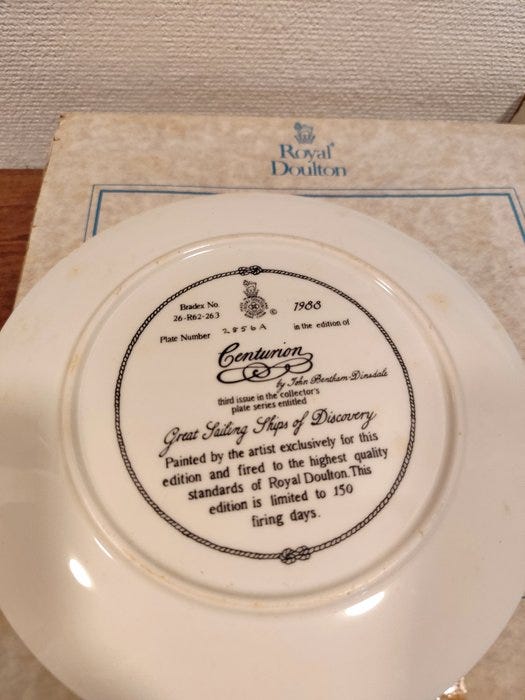 Royal
Doulton
Bradex No. 1988
26-R62-263
Plate Number 2856A in the edition of
Centurion
by John Bentham-Dinsdale
third issue in the collector's
plate series entitled
Great Sailing Ships of Discovery
Painted by the artist exclusively for this
edition and fired to the highest quality
standards of Royal Doulton.This
edition is limited to 150
firing days.